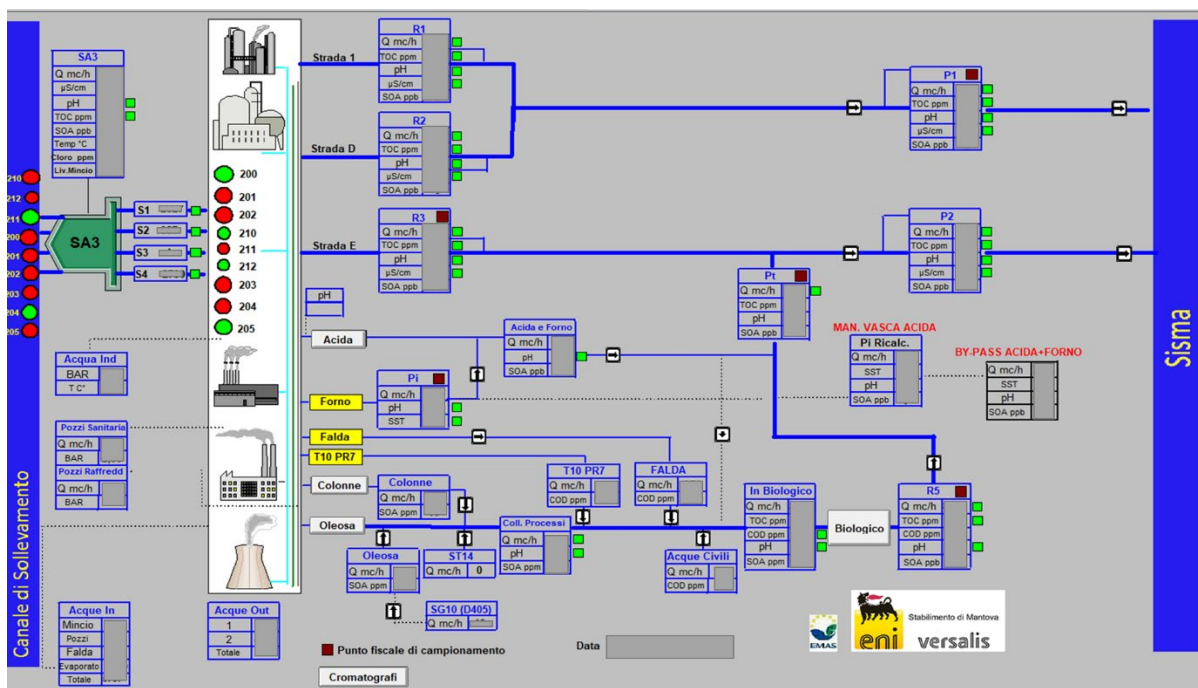 Canale di Sollevamento
SA3
Q mc/h
µS/cm
pH
TOC ppm
SOA ppb
Temp °C
Cloro ppm
Liv.Mincio
210
212
211
200
201
202
203
204
205
SA3
S1
S2
S3
S4
200
201
202
210
211
212
203
204
205
Acqua Ind
BAR
T C°
Pozzi Sanitaria
Q mc/h
BAR
Pozzi Raffredd
Q mc/h
BAR
Acque In
Mincio
Pozzi
Falda
Evaporato
Totale
Acque Out
1
2
Totale
Strada 1
R1
Q mc/h
TOC ppm
pH
µS/cm
SOA ppb
Strada D
R2
Q mc/h
TOC ppm
pH
µS/cm
SOA ppb
Strada E
R3
Q mc/h
TOC ppm
pH
µS/cm
SOA ppb
P1
Q mc/h
TOC ppm
pH
µS/cm
SOA ppb
P2
Q mc/h
TOC ppm
pH
µS/cm
SOA ppb
Pt
Q mc/h
TOC ppm
pH
SOA ppb
pH
Acida
Acida e Forno
Q mc/h
pH
SOA ppb
MAN. VASCA ACIDA
Pi Ricalc.
Q mc/h
SST
pH
SOA ppb
BY-PASS ACIDA+FORNO
Q mc/h
SST
pH
SOA ppb
Forno
Pi
Q mc/h
pH
SST
Falda
T10 PR7
Colonne
Colonne
Q mc/h
SOA ppm
T10 PR7
Q mc/h
COD ppm
FALDA
Q mc/h
COD ppm
Oleosa
Oleosa
Q mc/h
SOA ppm
ST14
Q mc/h 0
Coll. Processi
Q mc/h
pH
SOA ppm
Acque Civili
Q mc/h
COD ppm
In Biologico
Q mc/h
TOC ppm
COD ppm
pH
SOA ppm
Biologico
R5
Q mc/h
TOC ppm
COD ppm
pH
SOA ppb
SG10 (D405)
Q mc/h
Punto fiscale di campionamento
Cromatografi
Data
EMAS
eni
Stabilimento di Mantova
versalis
Sisma